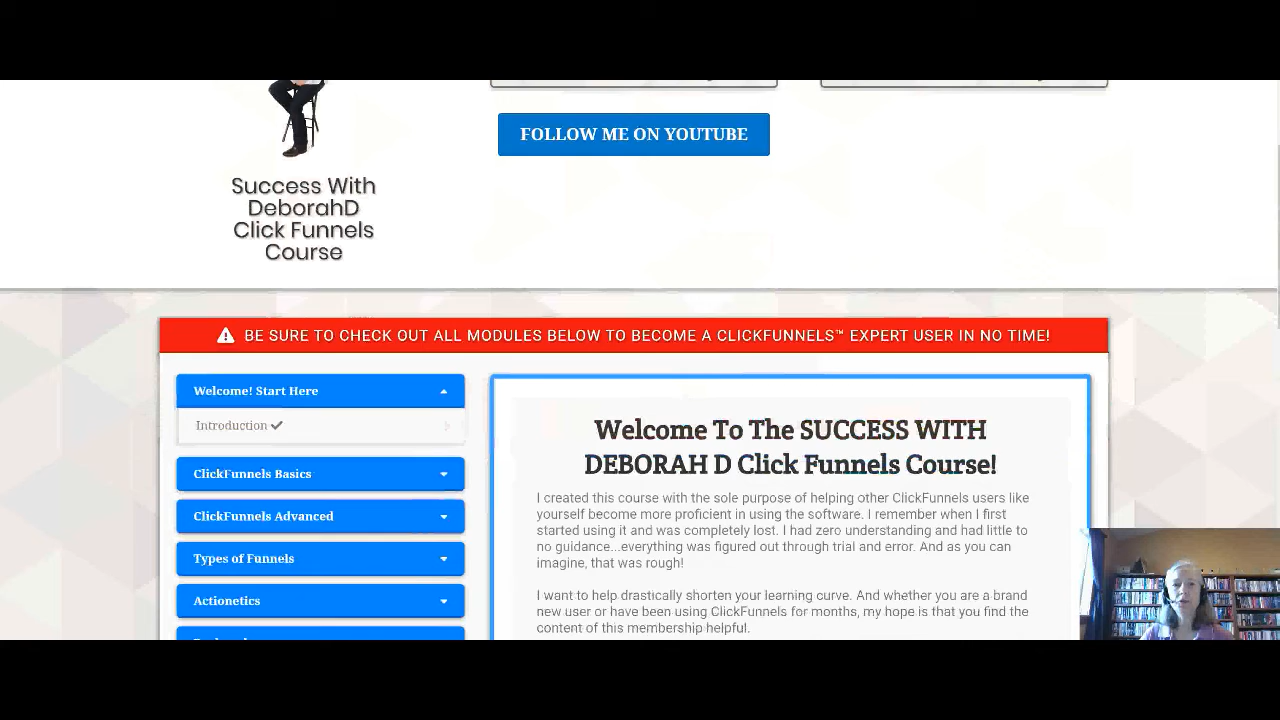 FOLLOW ME ON YOUTUBE
Success With
DeborahD
Click Funnels
Course
BE SURE TO CHECK OUT ALL MODULES BELOW TO BECOME A CLICKFUNNELS™ EXPERT USER IN NO TIME!
Welcome! Start Here
Introduction
ClickFunnels Basics
ClickFunnels Advanced
Types of Funnels
Actionetics
Welcome To The SUCCESS WITH
DEBORAH D Click Funnels Course!
I created this course with the sole purpose of helping other ClickFunnels users like
yourself become more proficient in using the software. I remember when I first
started using it and was completely lost. I had zero understanding and had little to
no guidance...everything was figured out through trial and error. And as you can
imagine, that was rough!
I want to help drastically shorten your learning curve. And whether you are a brand
new user or have been using ClickFunnels for months, my hope is that you find the
content of this membership helpful.